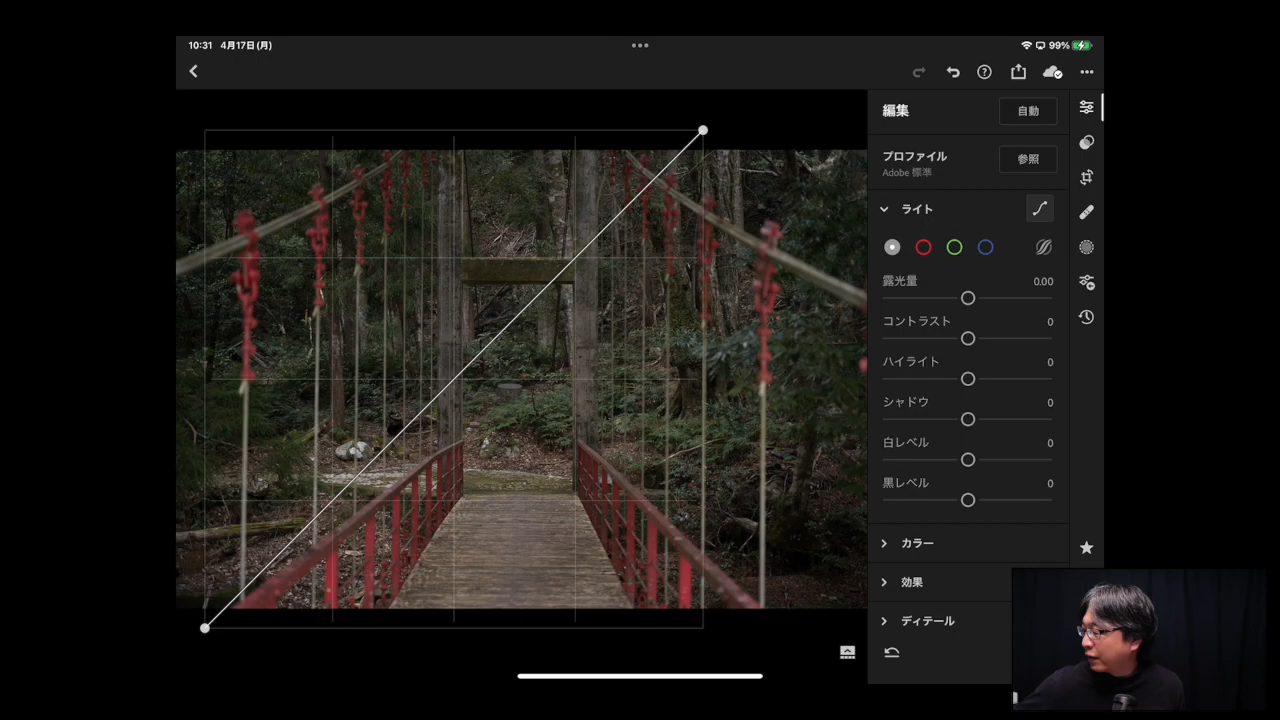 10:31 4月17日(月)
99%
編集
自動
プロファイル
Adobe 標準
参照
ライト
露光量 0.00
コントラスト 0
ハイライト 0
シャドウ 0
白レベル 0
黒レベル 0
カラー
効果
ディテール